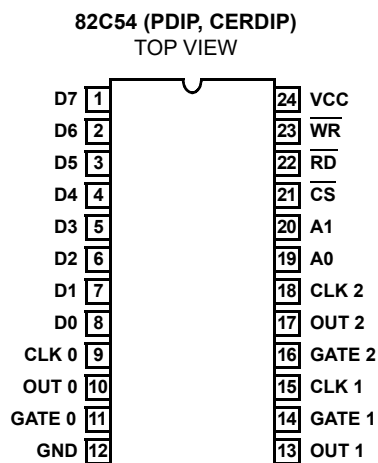 82C54 (PDIP, CERDIP)
TOP VIEW
D7 1 24 VCC
D6 2 23 W̅R̅
D5 3 22 R̅D̅
D4 4 21 C̅S̅
D3 5 20 A1
D2 6 19 A0
D1 7 18 CLK 2
D0 8 17 OUT 2
CLK 0 9 16 GATE 2
OUT 0 10 15 CLK 1
GATE 0 11 14 GATE 1
GND 12 13 OUT 1